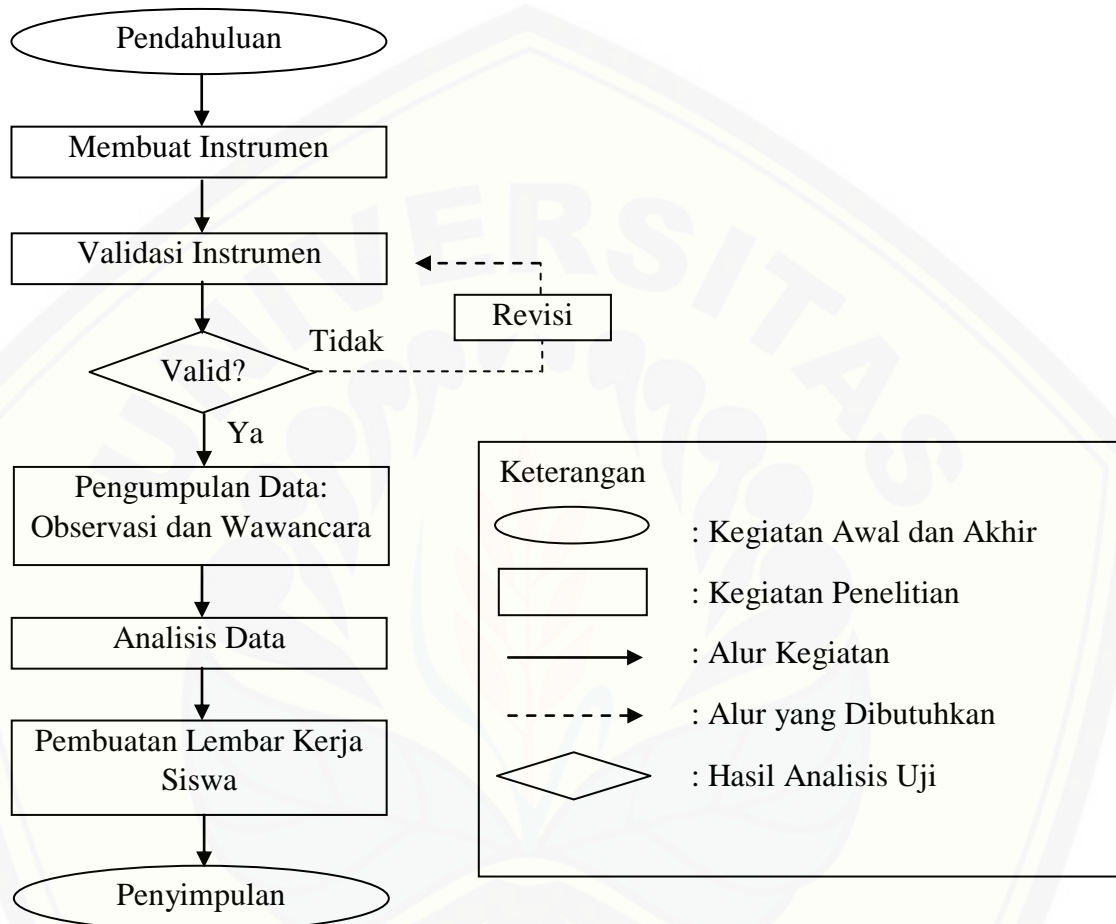 Pendahuluan
Membuat Instrumen
Validasi Instrumen
Revisi
Tidak
Valid?
Ya
Pengumpulan Data:
Observasi dan Wawancara
Analisis Data
Pembuatan Lembar Kerja
Siswa
Penyimpulan
Keterangan
: Kegiatan Awal dan Akhir
: Kegiatan Penelitian
: Alur Kegiatan
: Alur yang Dibutuhkan
: Hasil Analisis Uji
UNIVERSITAS